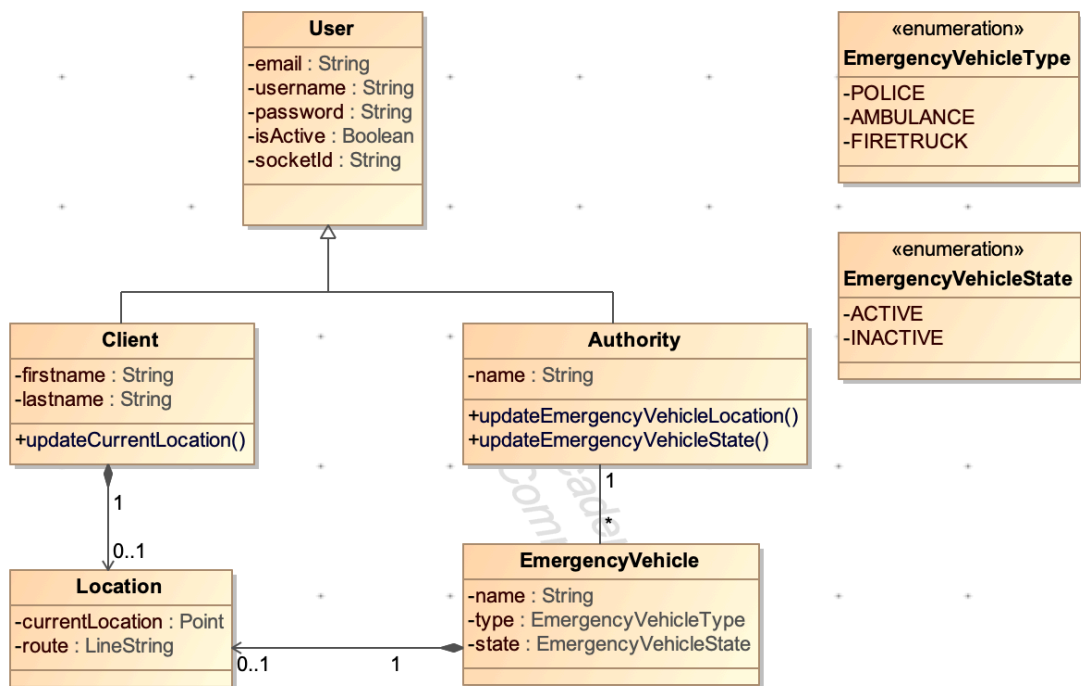 User
-email : String
-username : String
-password : String
-isActive : Boolean
-socketId : String
«enumeration»
EmergencyVehicleType
-POLICE
-AMBULANCE
-FIRETRUCK
«enumeration»
EmergencyVehicleState
-ACTIVE
-INACTIVE
Client
-firstname : String
-lastname : String
+updateCurrentLocation()
Authority
-name : String
+updateEmergencyVehicleLocation()
+updateEmergencyVehicleState()
1
0..1
1
*
Location
-currentLocation : Point
-route : LineString
EmergencyVehicle
-name : String
-type : EmergencyVehicleType
-state : EmergencyVehicleState
0..1
1